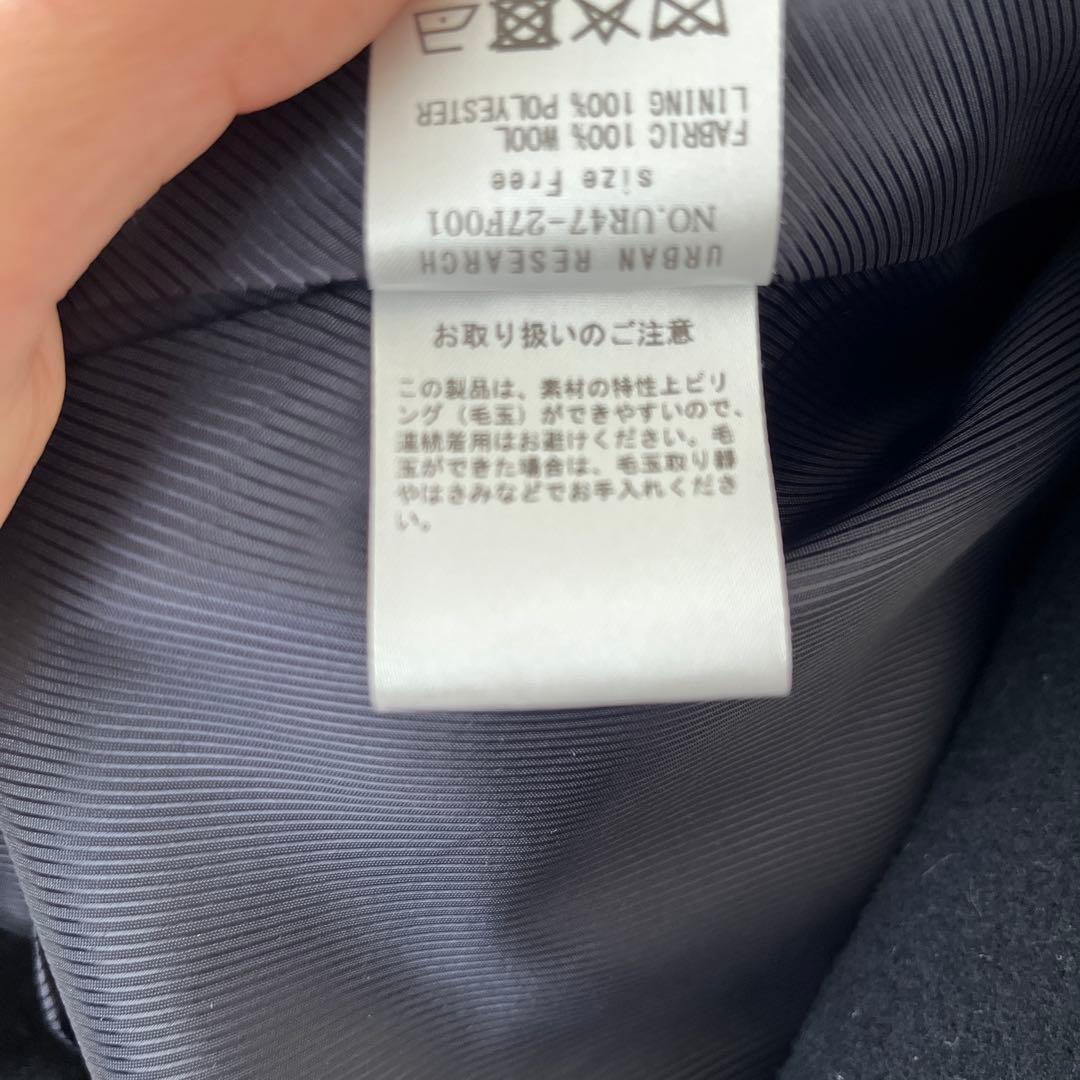 URBAN RESEARCH
NO.UR47-27F001
size Free
FABRIC 100% WOOL
LINING 100% POLYESTER
お取り扱いのご注意
この製品は、素材の特性上ピリ
ング（毛玉）ができやすいので、
連続着用はお避けください。毛
玉ができた場合は、毛玉取り器
やはさみなどでお手入れくださ
い。